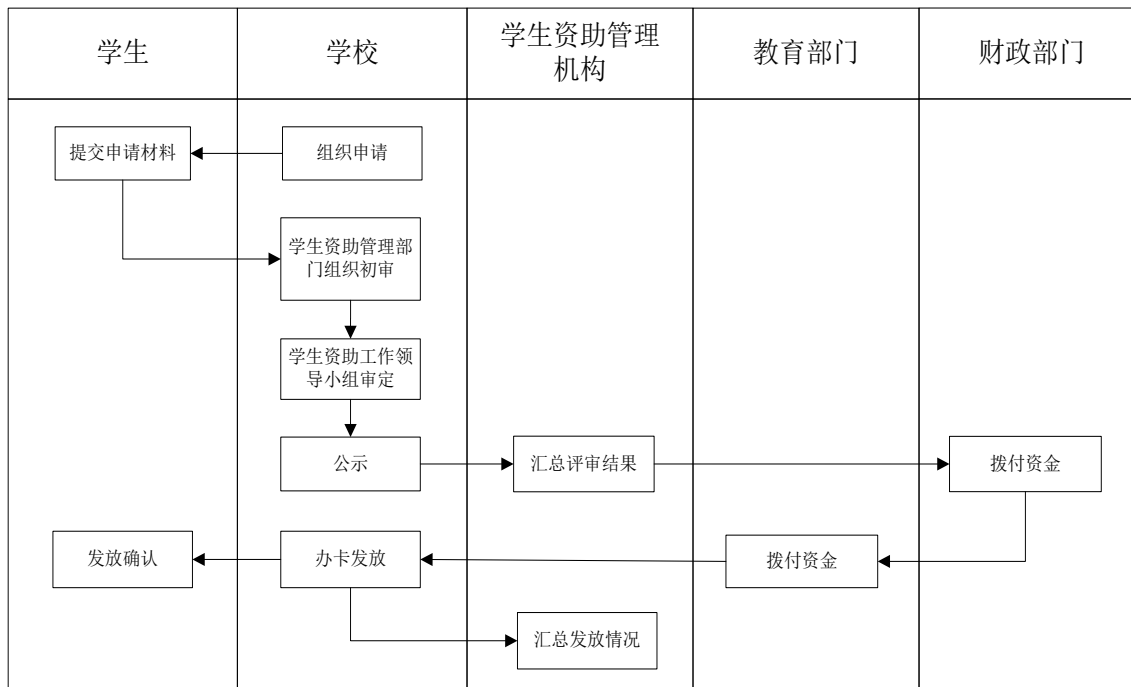 学生
学校
学生资助管理
机构
教育部门
财政部门
提交申请材料
组织申请
学生资助管理部
门组织初审
学生资助工作领
导小组审定
公示
汇总评审结果
拨付资金
发放确认
办卡发放
拨付资金
汇总发放情况